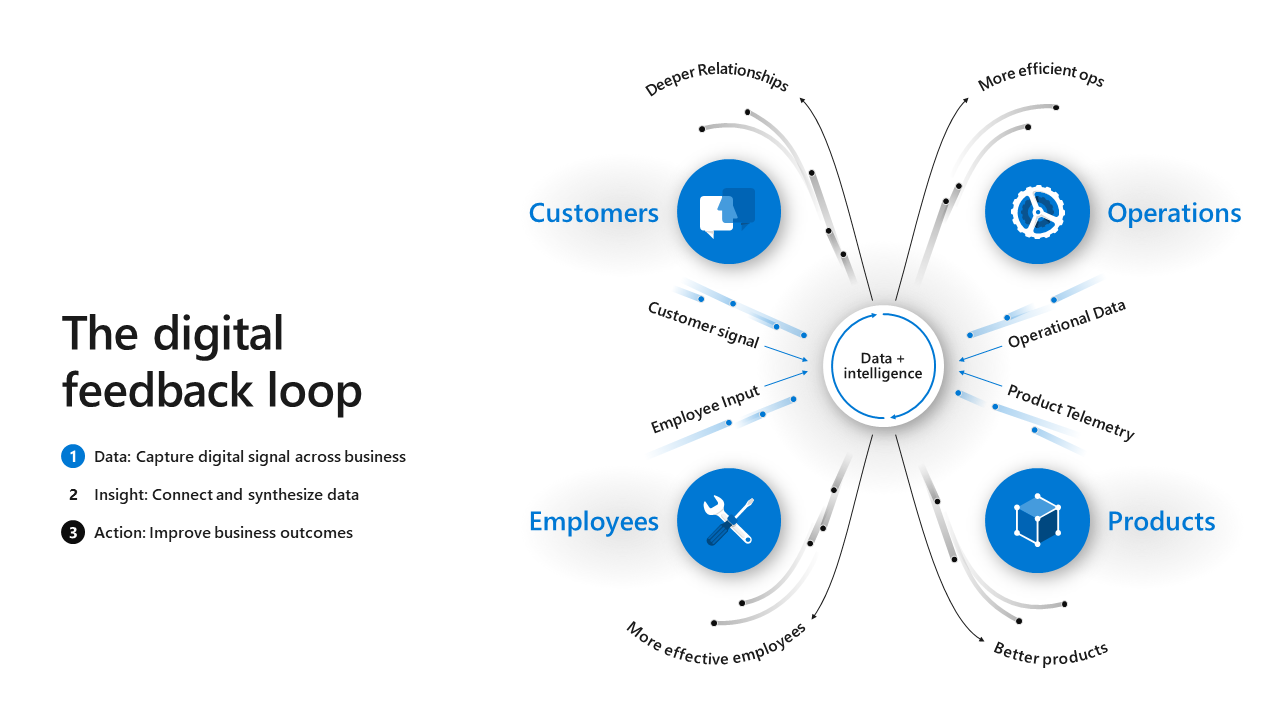 The digital
feedback loop
1 Data: Capture digital signal across business
2 Insight: Connect and synthesize data
3 Action: Improve business outcomes
Deeper Relationships
More efficient ops
Customers
Operations
Customer signal
Operational Data
Data +
intelligence
Employee Input
Product Telemetry
Employees
Products
More effective employees
Better products